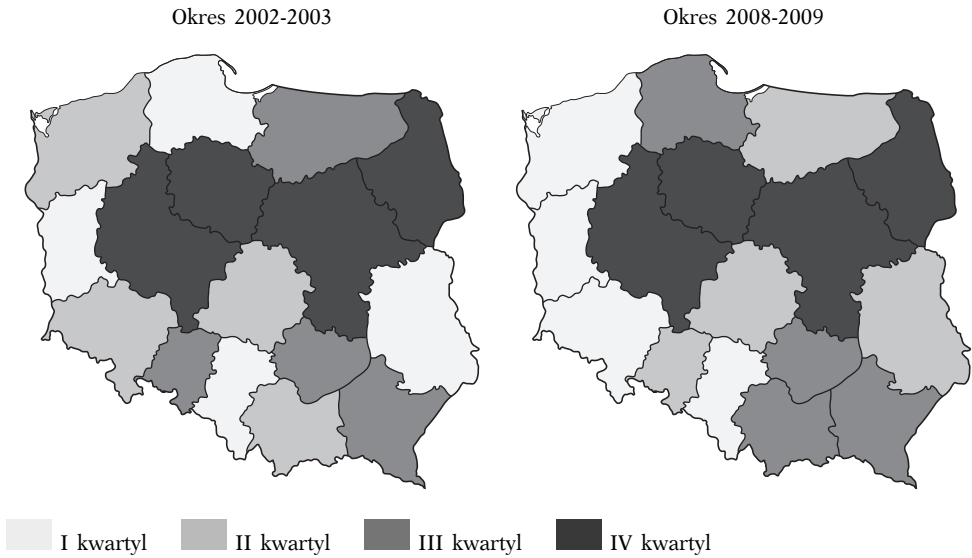 Okres 2002-2003
Okres 2008-2009
I kwartyl
II kwartyl
III kwartyl
IV kwartyl